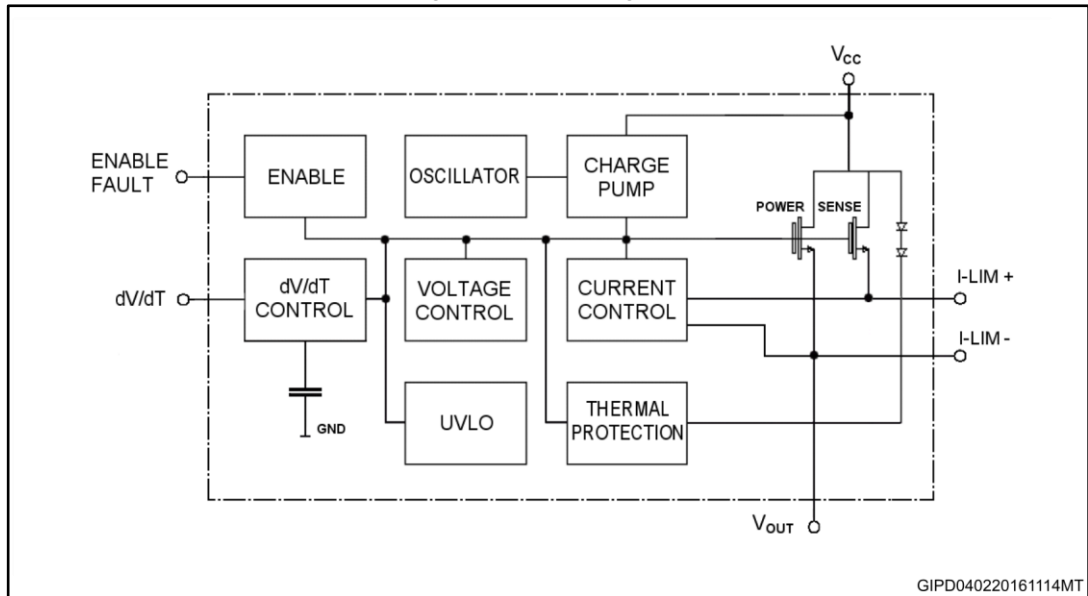 VCC
ENABLE
FAULT
ENABLE
OSCILLATOR
CHARGE
PUMP
POWER
SENSE
dV/dT
dV/dT
CONTROL
VOLTAGE
CONTROL
CURRENT
CONTROL
I-LIM +
I-LIM -
GND
UVLO
THERMAL
PROTECTION
VOUT
GIPD040220161114MT